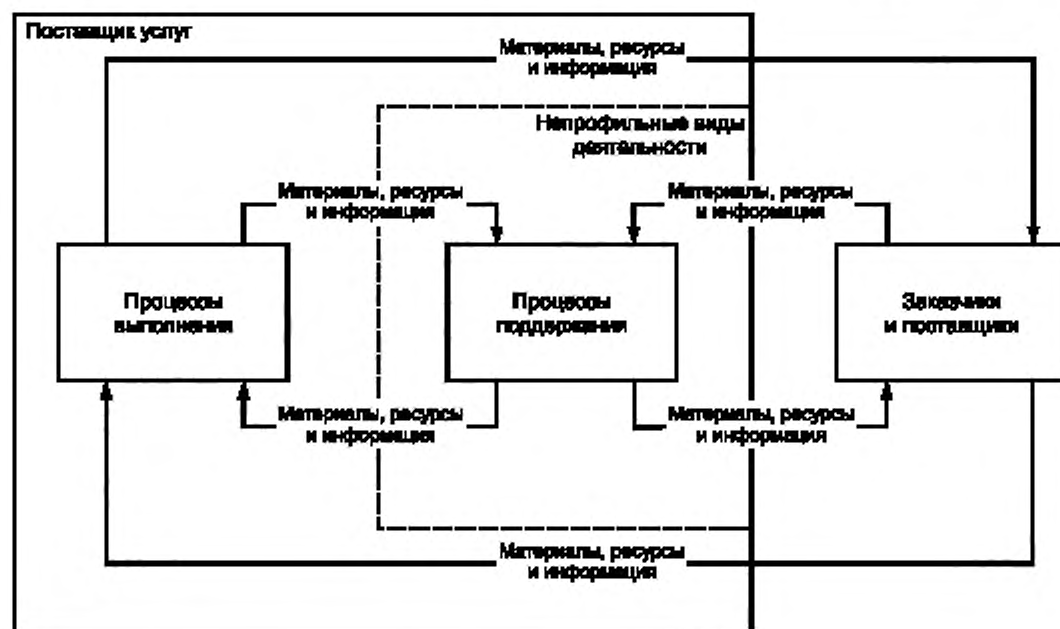 Поставщик услуг
Материалы, ресурсы
и информация
Непрофильные виды
деятельности
Материалы, ресурсы
и информация
Материалы, ресурсы
и информация
Процессы
выполнения
Процессы
поддержания
Заказчики
и поставщики
Материалы, ресурсы
и информация
Материалы, ресурсы
и информация
Материалы, ресурсы
и информация